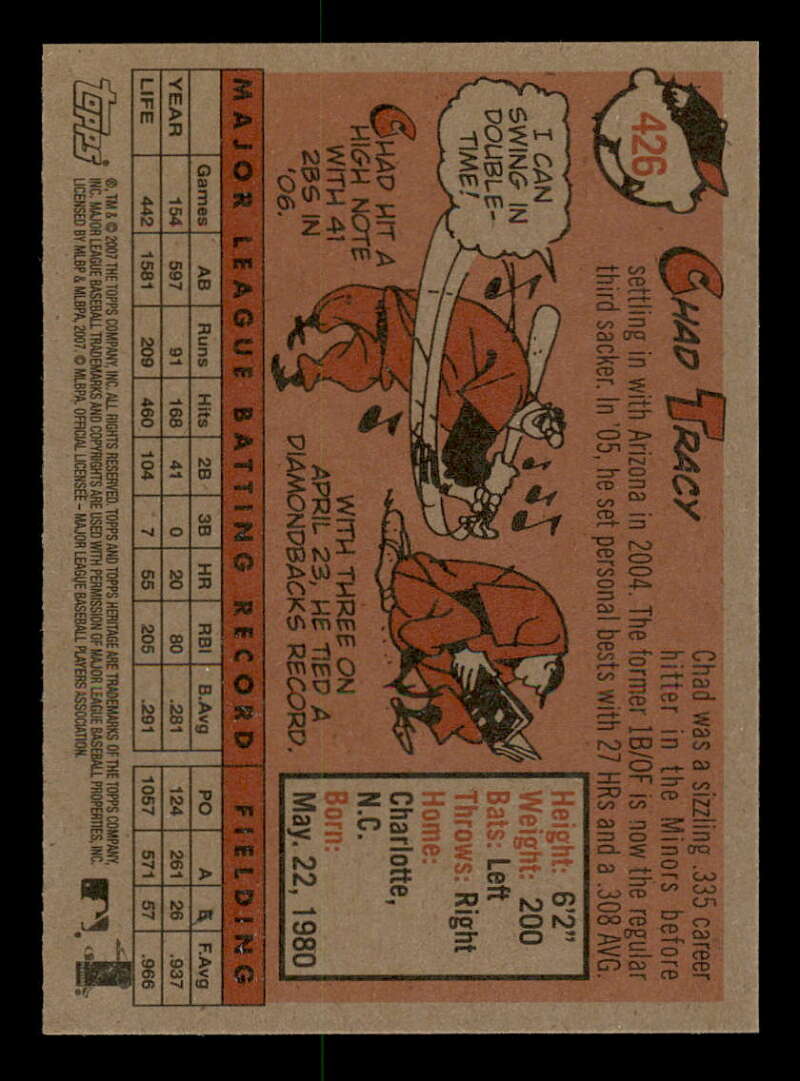 426
CHAD TRACY
Chad was a sizzling .335 career
hitter in the Minors before
settling in with Arizona in 2004. The former 1B/OF is now the regular
third sacker. In '05, he set personal bests with 27 HRs and a .308 AVG.
I CAN
SWING IN
DOUBLE-
TIME!
CHAD HIT A
HIGH NOTE
WITH 41
2BS IN
'06.
WITH THREE ON
APRIL 23, HE TIED A
DIAMONDBACKS RECORD.
Height: 6'2"
Weight: 200
Bats: Left
Throws: Right
Home:
Charlotte,
N.C.
Born:
May. 22, 1980
MAJOR LEAGUE BATTING RECORD FIELDING
Games AB Runs Hits 2B 3B HR RBI B.Avg PO A E F.Avg
YEAR 154 597 91 168 41 0 20 80 .281 124 261 26 .937
LIFE 442 1581 209 460 104 7 55 205 .291 1057 571 57 .966
topps
®, TM & © 2007 THE TOPPS COMPANY, INC. ALL RIGHTS RESERVED. TOPPS AND TOPPS HERITAGE ARE TRADEMARKS OF THE TOPPS COMPANY,
INC. MAJOR LEAGUE BASEBALL TRADEMARKS AND COPYRIGHTS ARE USED WITH PERMISSION OF MAJOR LEAGUE BASEBALL PROPERTIES, INC.
LICENSED BY MLBP & MLBPA, 2007. © MLBPA, OFFICIAL LICENSEE – MAJOR LEAGUE BASEBALL PLAYERS ASSOCIATION.